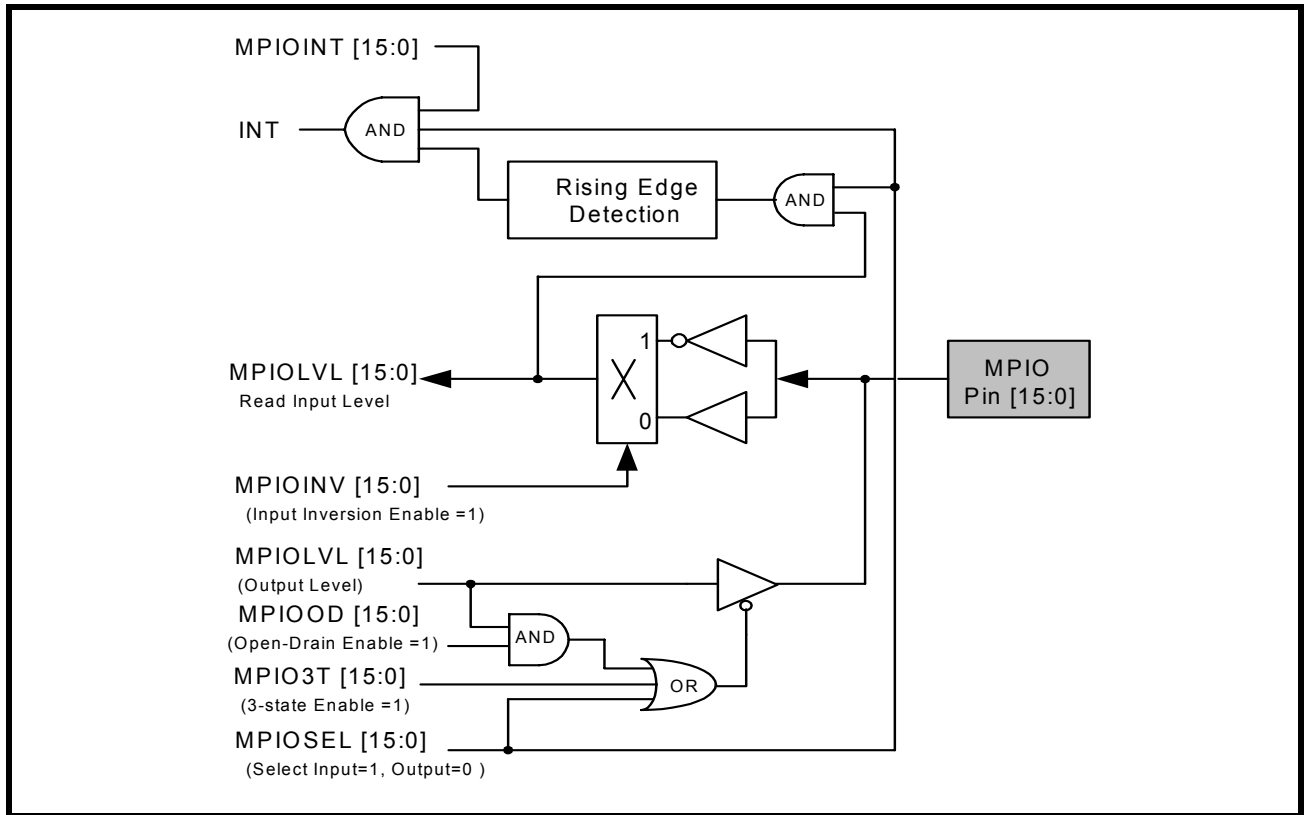 MPIOINT [15:0]
INT
AND
Rising Edge
Detection
AND
1
MPIOLVL [15:0]
Read Input Level
0
MPIO
Pin [15:0]
MPIOINV [15:0]
(Input Inversion Enable =1)
MPIOLVL [15:0]
(Output Level)
MPIOOD [15:0]
(Open-Drain Enable =1)
AND
MPIO3T [15:0]
(3-state Enable =1)
OR
MPIOSEL [15:0]
(Select Input=1, Output=0 )